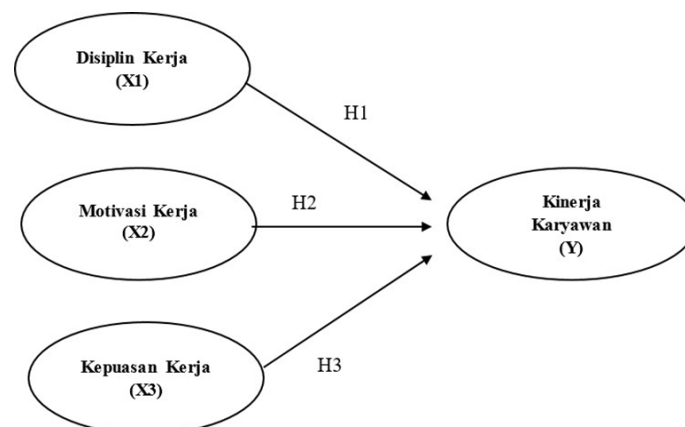 Disiplin Kerja
(X1)
H1
Motivasi Kerja
(X2)
H2
Kinerja
Karyawan
(Y)
Kepuasan Kerja
(X3)
H3